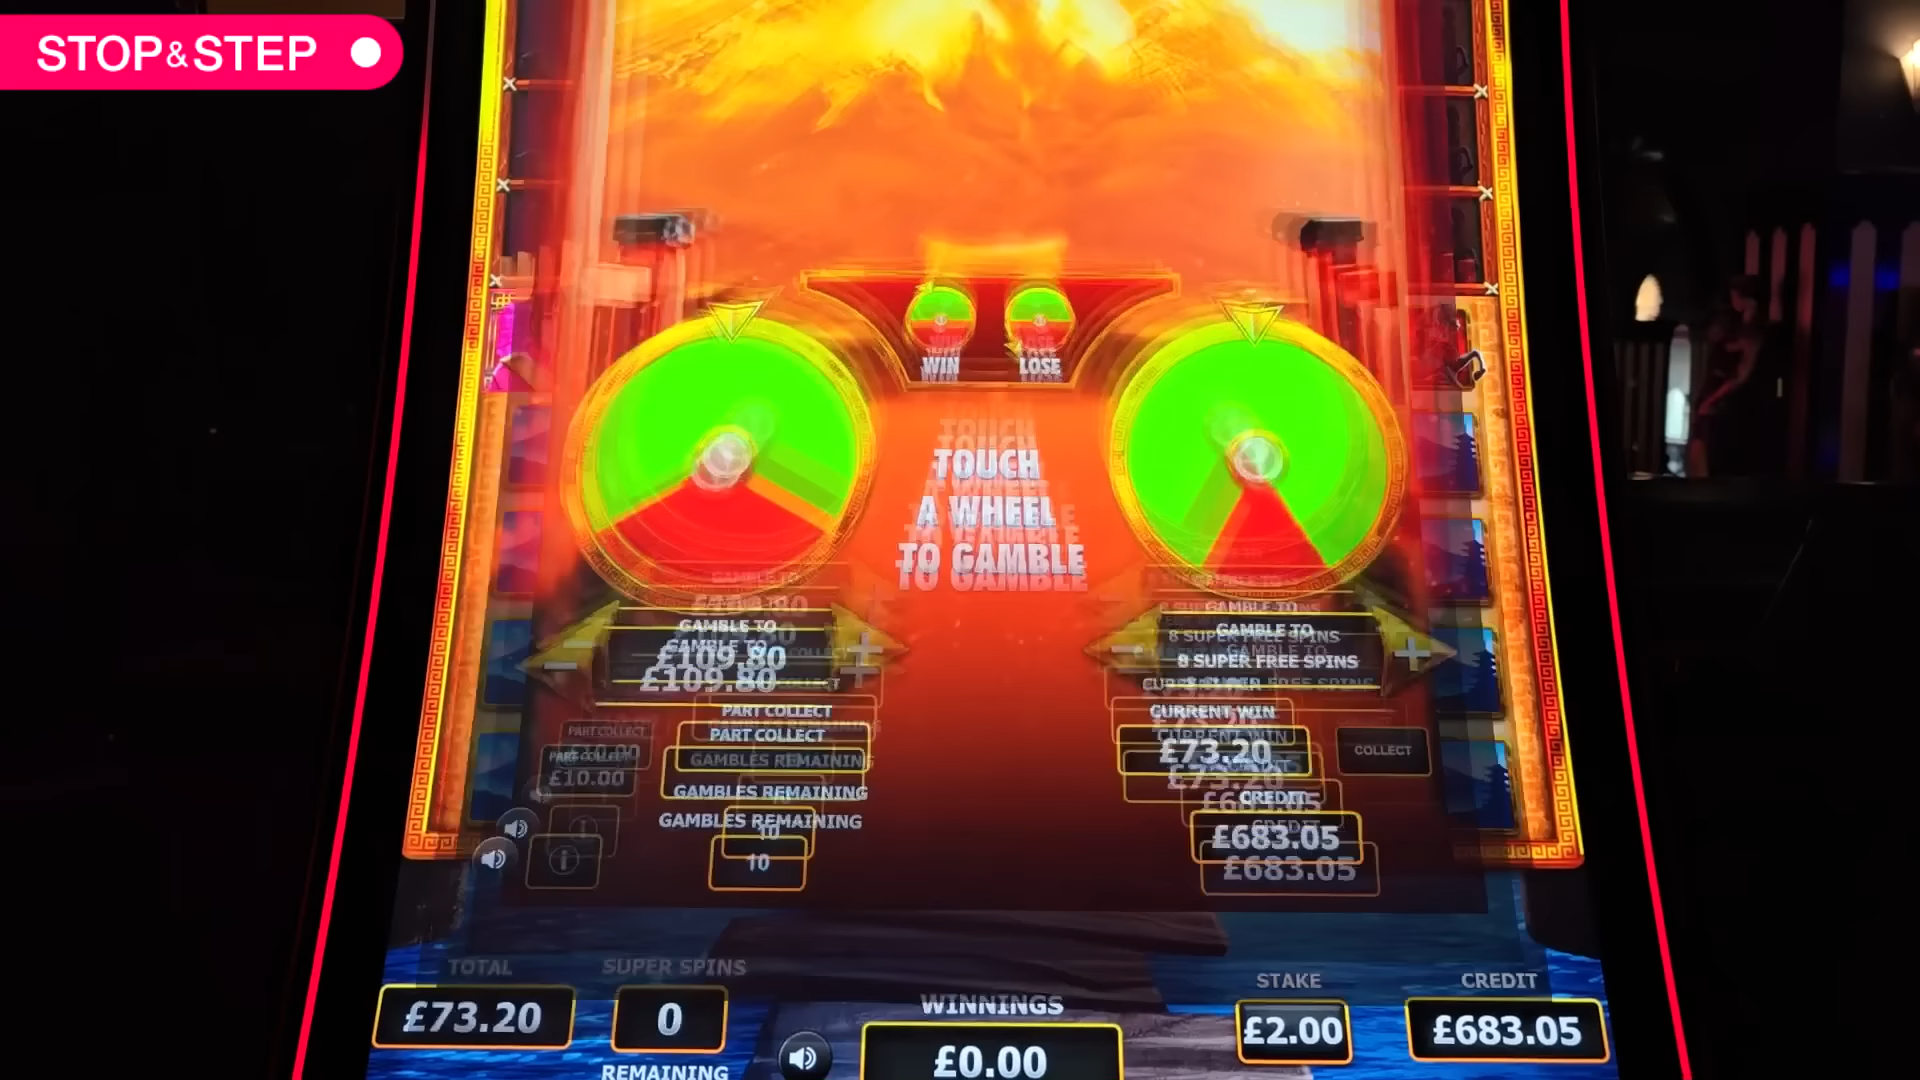 STOP&STEP
WIN
LOSE
TOUCH
A WHEEL
TO GAMBLE
GAMBLE TO
£109.80
GAMBLE TO
8 SUPER FREE SPINS
PART COLLECT
£10.00
PART COLLECT
GAMBLES REMAINING
10
CURRENT WIN
£73.20
COLLECT
CREDIT
£683.05
TOTAL
£73.20
SUPER SPINS
0
REMAINING
WINNINGS
£0.00
STAKE
£2.00
CREDIT
£683.05